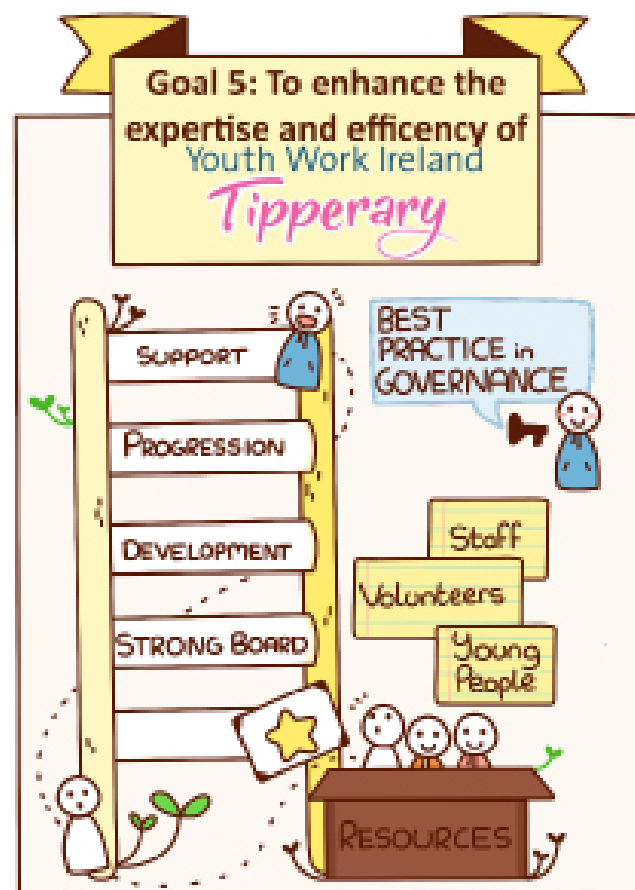 Goal 5: To enhance the
expertise and efficency of
Youth Work Ireland
Tipperary
SUPPORT
PROGRESSION
DEVELOPMENT
STRONG BOARD
BEST
PRACTICE in
GOVERNANCE
Staff
Volunteers
Young
People
RESOURCES